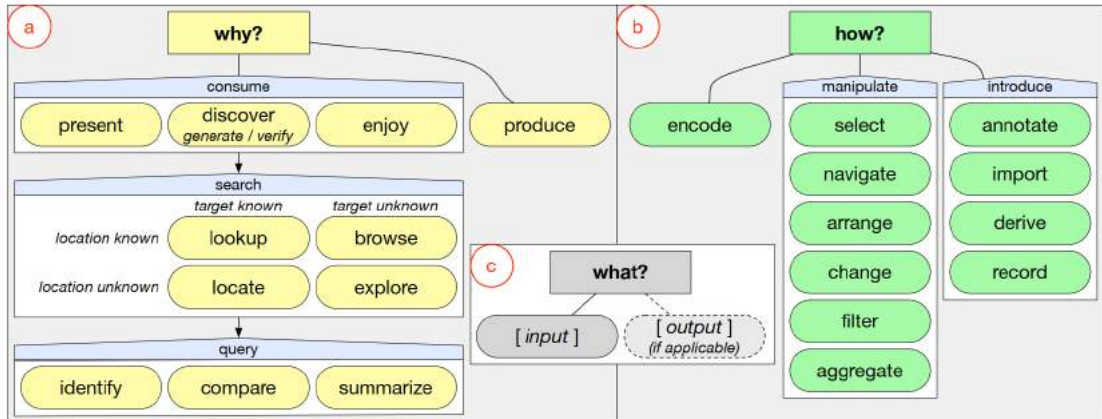 a
why?
consume
present
discover
generate / verify
enjoy
produce
search
target known
target unknown
location known
lookup
browse
location unknown
locate
explore
query
identify
compare
summarize
b
how?
encode
manipulate
select
navigate
arrange
change
filter
aggregate
introduce
annotate
import
derive
record
c
what?
[ input ]
[ output ]
(if applicable)